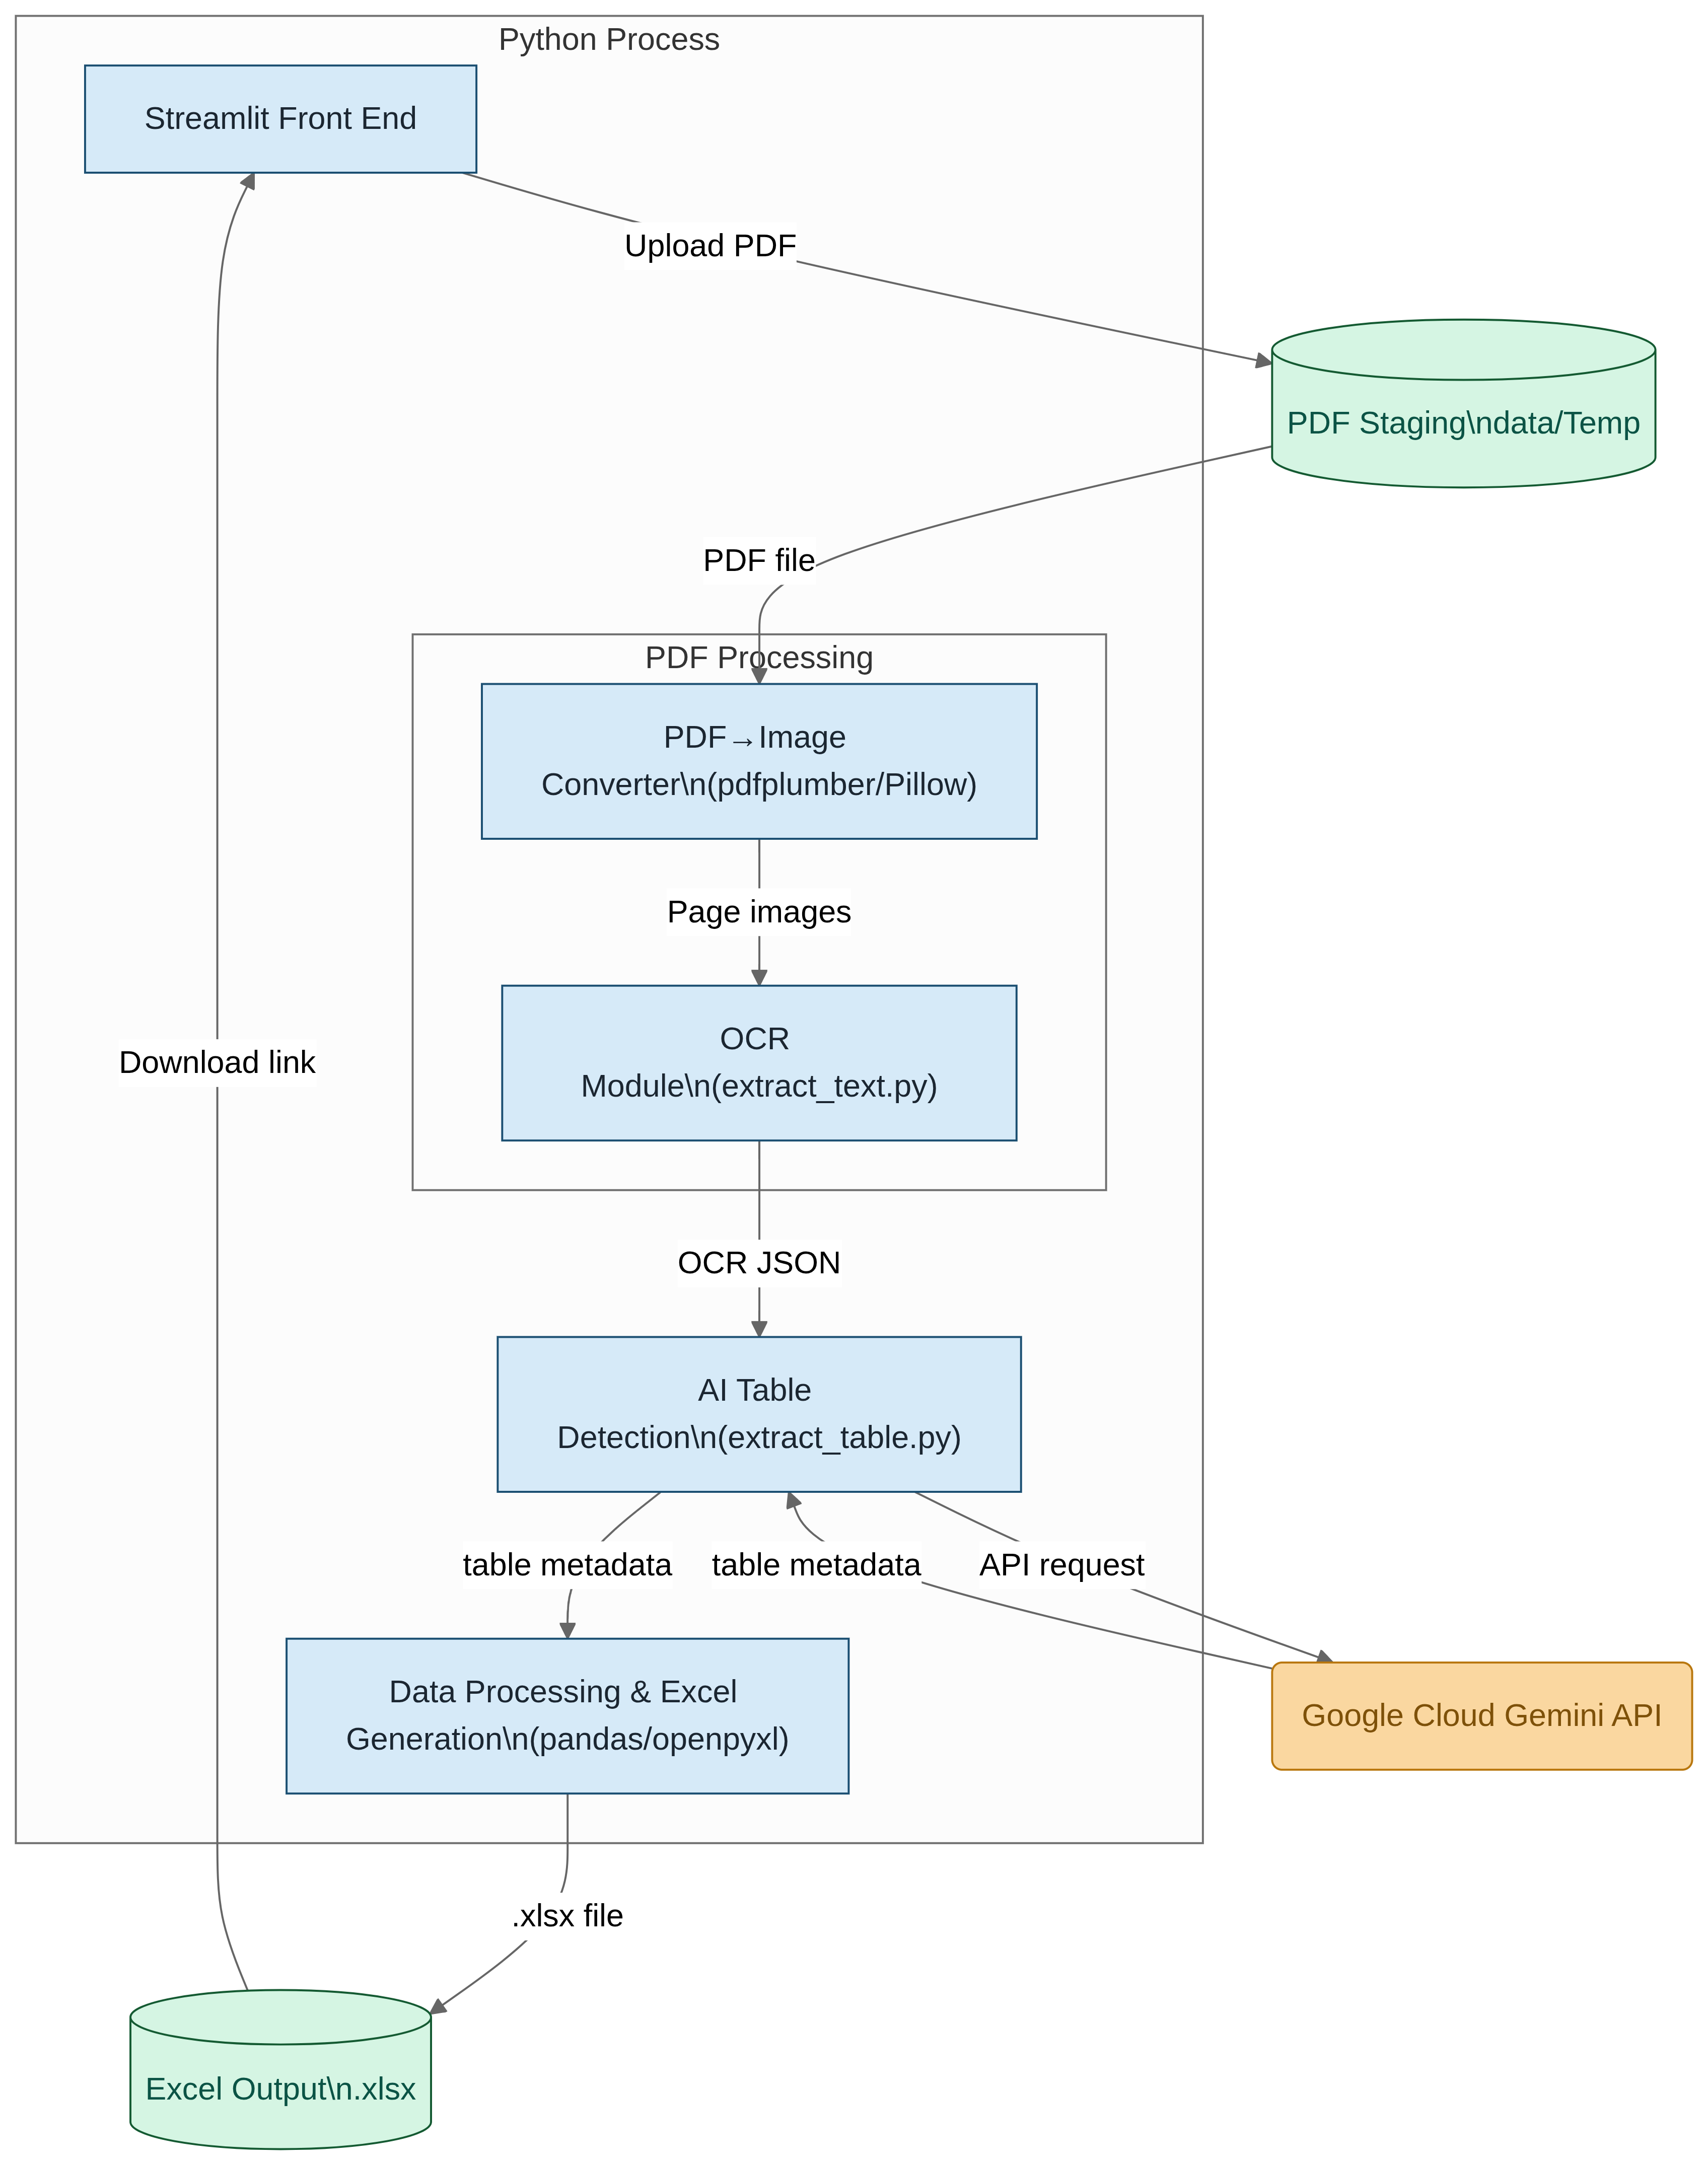 Python Process
Streamlit Front End
Upload PDF
PDF Staging\ndata/Temp
PDF file
PDF Processing
PDF→Image
Converter\n(pdfplumber/Pillow)
Page images
OCR
Module\n(extract_text.py)
Download link
OCR JSON
AI Table
Detection\n(extract_table.py)
table metadata
table metadata
API request
Data Processing & Excel
Generation\n(pandas/openpyxl)
Google Cloud Gemini API
.xlsx file
Excel Output\n.xlsx